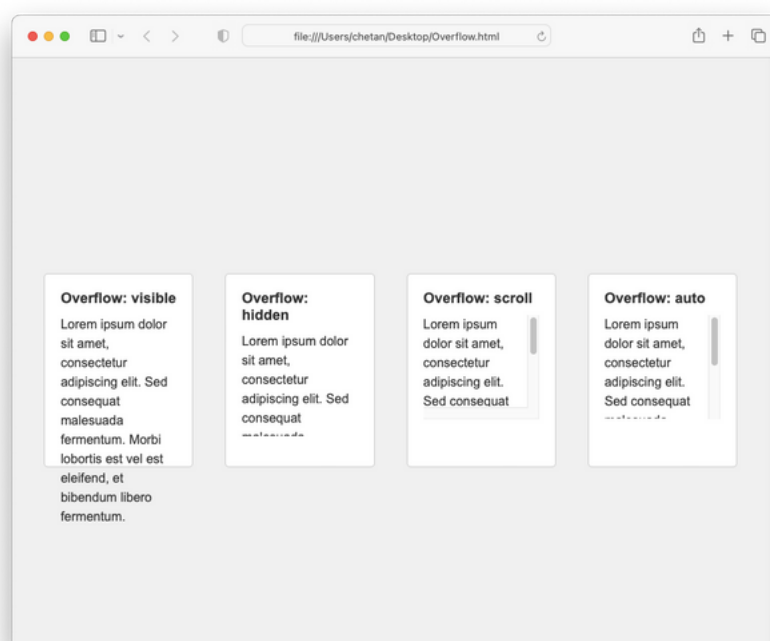 file:///Users/chetan/Desktop/Overflow.html
Overflow: visible
Lorem ipsum dolor
sit amet,
consectetur
adipiscing elit. Sed
consequat
malesuada
fermentum. Morbi
lobortis est vel est
eleifend, et
bibendum libero
fermentum.
Overflow:
hidden
Lorem ipsum dolor
sit amet,
consectetur
adipiscing elit. Sed
consequat
malesuada
Overflow: scroll
Lorem ipsum
dolor sit amet,
consectetur
adipiscing elit.
Sed consequat
Overflow: auto
Lorem ipsum
dolor sit amet,
consectetur
adipiscing elit.
Sed consequat
malesuada